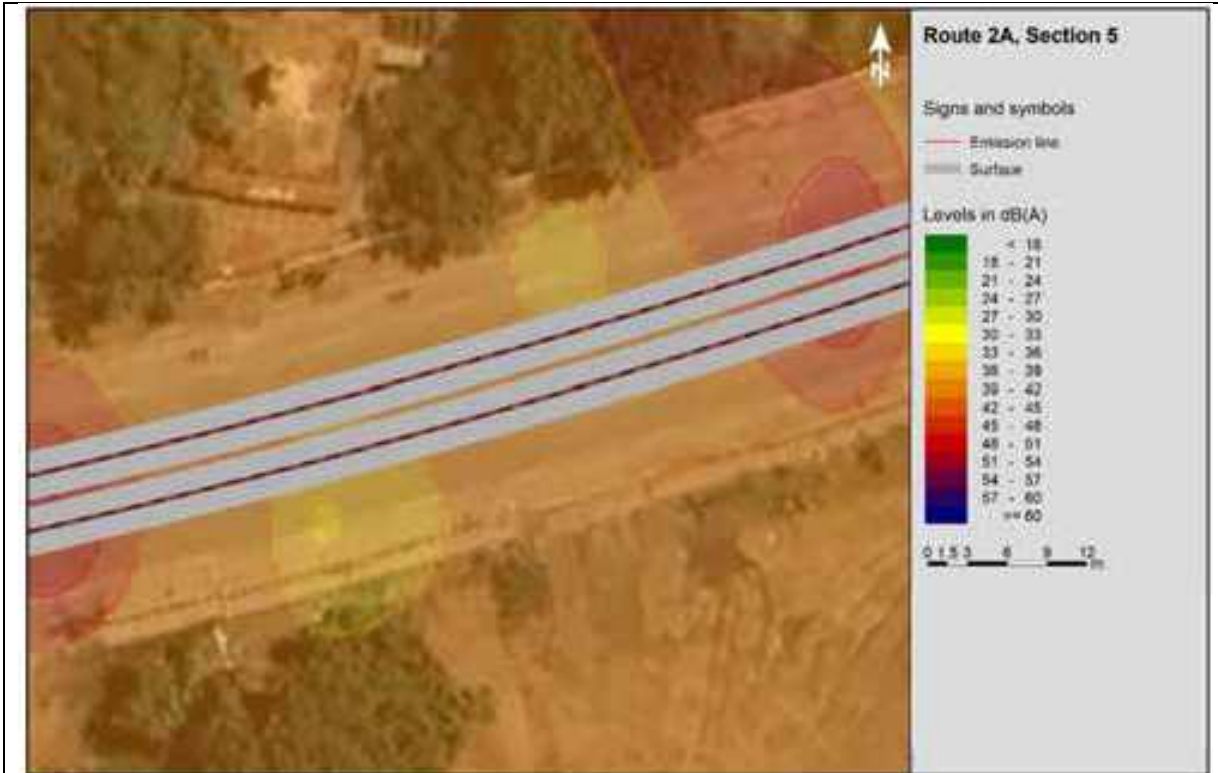 Route 2A, Section 5
Signs and symbols
Emission line
Surface
Levels in dB(A)
< 18
18 - 21
21 - 24
24 - 27
27 - 30
30 - 33
33 - 36
36 - 39
39 - 42
42 - 45
45 - 48
48 - 51
51 - 54
54 - 57
57 - 60
>= 60
0 1.5 3 6 9 12
m